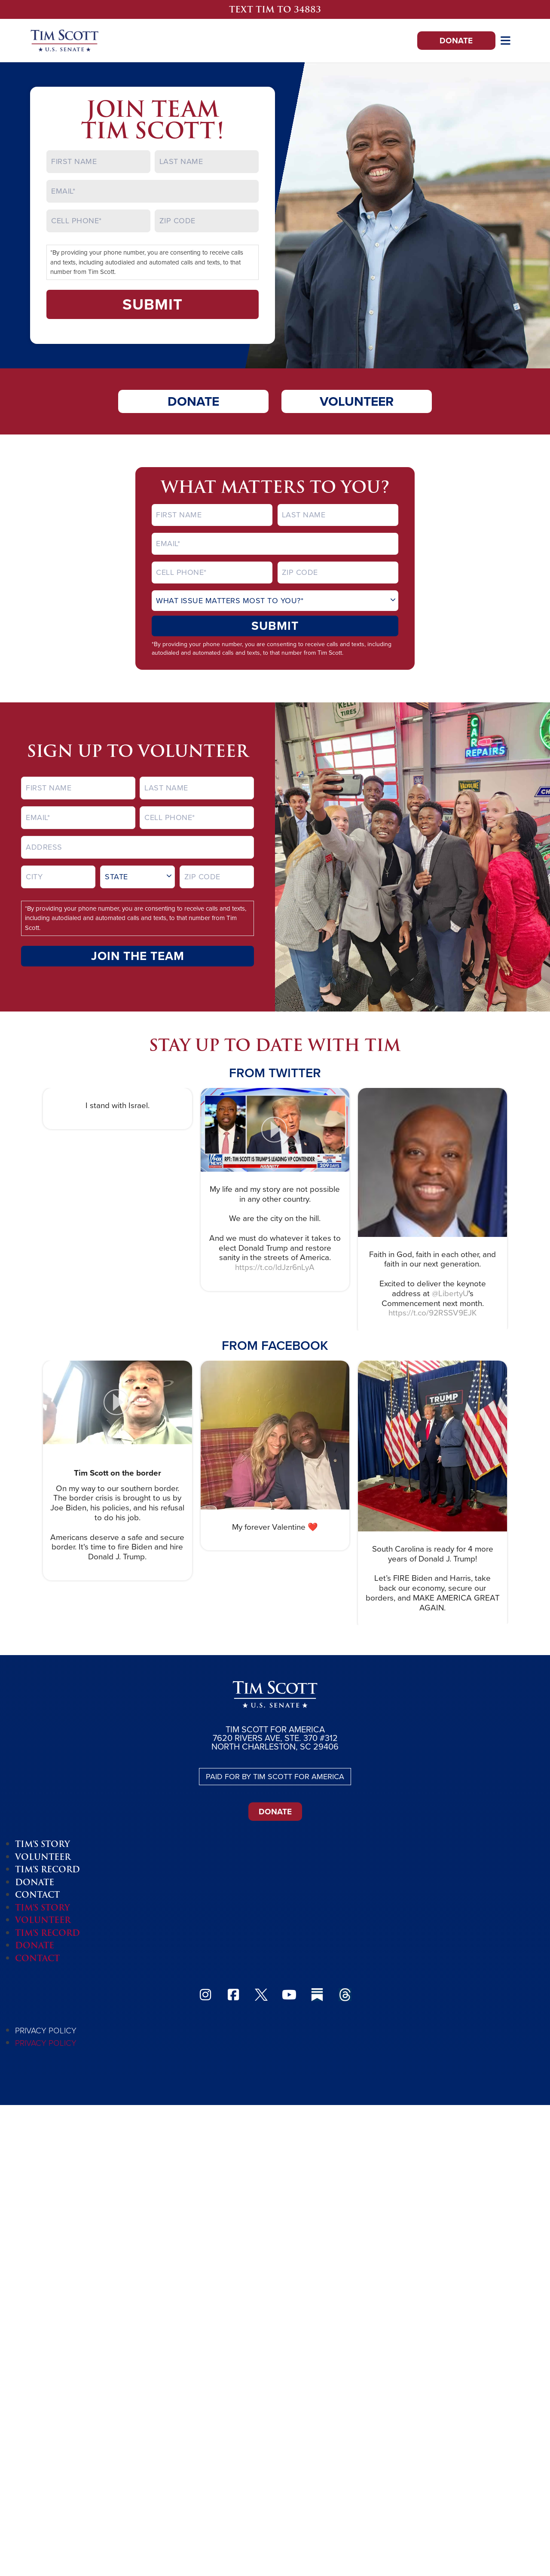 TEXT TIM TO 34883
TIM SCOTT
U.S. SENATE
DONATE
JOIN TEAM
TIM SCOTT!
FIRST NAME
LAST NAME
EMAIL*
CELL PHONE*
ZIP CODE
*By providing your phone number, you are consenting to receive calls
and texts, including autodialed and automated calls and texts, to that
number from Tim Scott.
SUBMIT
DONATE
VOLUNTEER
WHAT MATTERS TO YOU?
FIRST NAME
LAST NAME
EMAIL*
CELL PHONE*
ZIP CODE
WHAT ISSUE MATTERS MOST TO YOU?*
SUBMIT
*By providing your phone number, you are consenting to receive calls and texts, including
autodialed and automated calls and texts, to that number from Tim Scott.
SIGN UP TO VOLUNTEER
FIRST NAME
LAST NAME
EMAIL*
CELL PHONE*
ADDRESS
CITY
STATE
ZIP CODE
*By providing your phone number, you are consenting to receive calls and texts,
including autodialed and automated calls and texts, to that number from Tim
Scott.
JOIN THE TEAM
TIRES
CAR
REPAIRS
STAY UP TO DATE WITH TIM
FROM TWITTER
I stand with Israel.
RPT: TIM SCOTT IS TRUMP'S LEADING VP CONTENDER
HANNITY
My life and my story are not possible
in any other country.
We are the city on the hill.
And we must do whatever it takes to
elect Donald Trump and restore
sanity in the streets of America.
https://t.co/IdJzr6nLyA
Faith in God, faith in each other, and
faith in our next generation.
Excited to deliver the keynote
address at @LibertyU's
Commencement next month.
https://t.co/92RSSV9EJK
FROM FACEBOOK
Tim Scott on the border
On my way to our southern border.
The border crisis is brought to us by
Joe Biden, his policies, and his refusal
to do his job.
Americans deserve a safe and secure
border. It's time to fire Biden and hire
Donald J. Trump.
My forever Valentine ❤️
TRUMP
South Carolina is ready for 4 more
years of Donald J. Trump!
Let's FIRE Biden and Harris, take
back our economy, secure our
borders, and MAKE AMERICA GREAT
AGAIN.
TIM SCOTT
U.S. SENATE
TIM SCOTT FOR AMERICA
7620 RIVERS AVE, STE. 370 #312
NORTH CHARLESTON, SC 29406
PAID FOR BY TIM SCOTT FOR AMERICA
DONATE
TIM'S STORY
VOLUNTEER
TIM'S RECORD
DONATE
CONTACT
TIM'S STORY
VOLUNTEER
TIM'S RECORD
DONATE
CONTACT
PRIVACY POLICY
PRIVACY POLICY